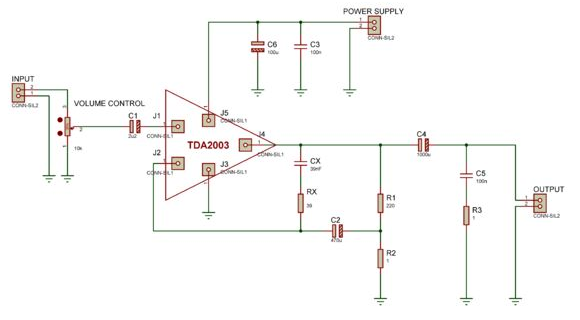 POWER SUPPLY
1
2
CONN-SIL2
C6
100u
C3
100n
INPUT
2
1
CONN-SIL2
VOLUME CONTROL
3
2
1
10k
C1
2u2
J1
CONN-SIL1
J5
1
CONN-SIL1
TDA2003
J4
1
CONN-SIL1
J2
CONN-SIL1
J3
1
CONN-SIL1
CX
39nF
RX
39
C2
470u
R1
220
R2
1
C4
1000u
C5
100n
R3
1
OUTPUT
1
2
CONN-SIL2